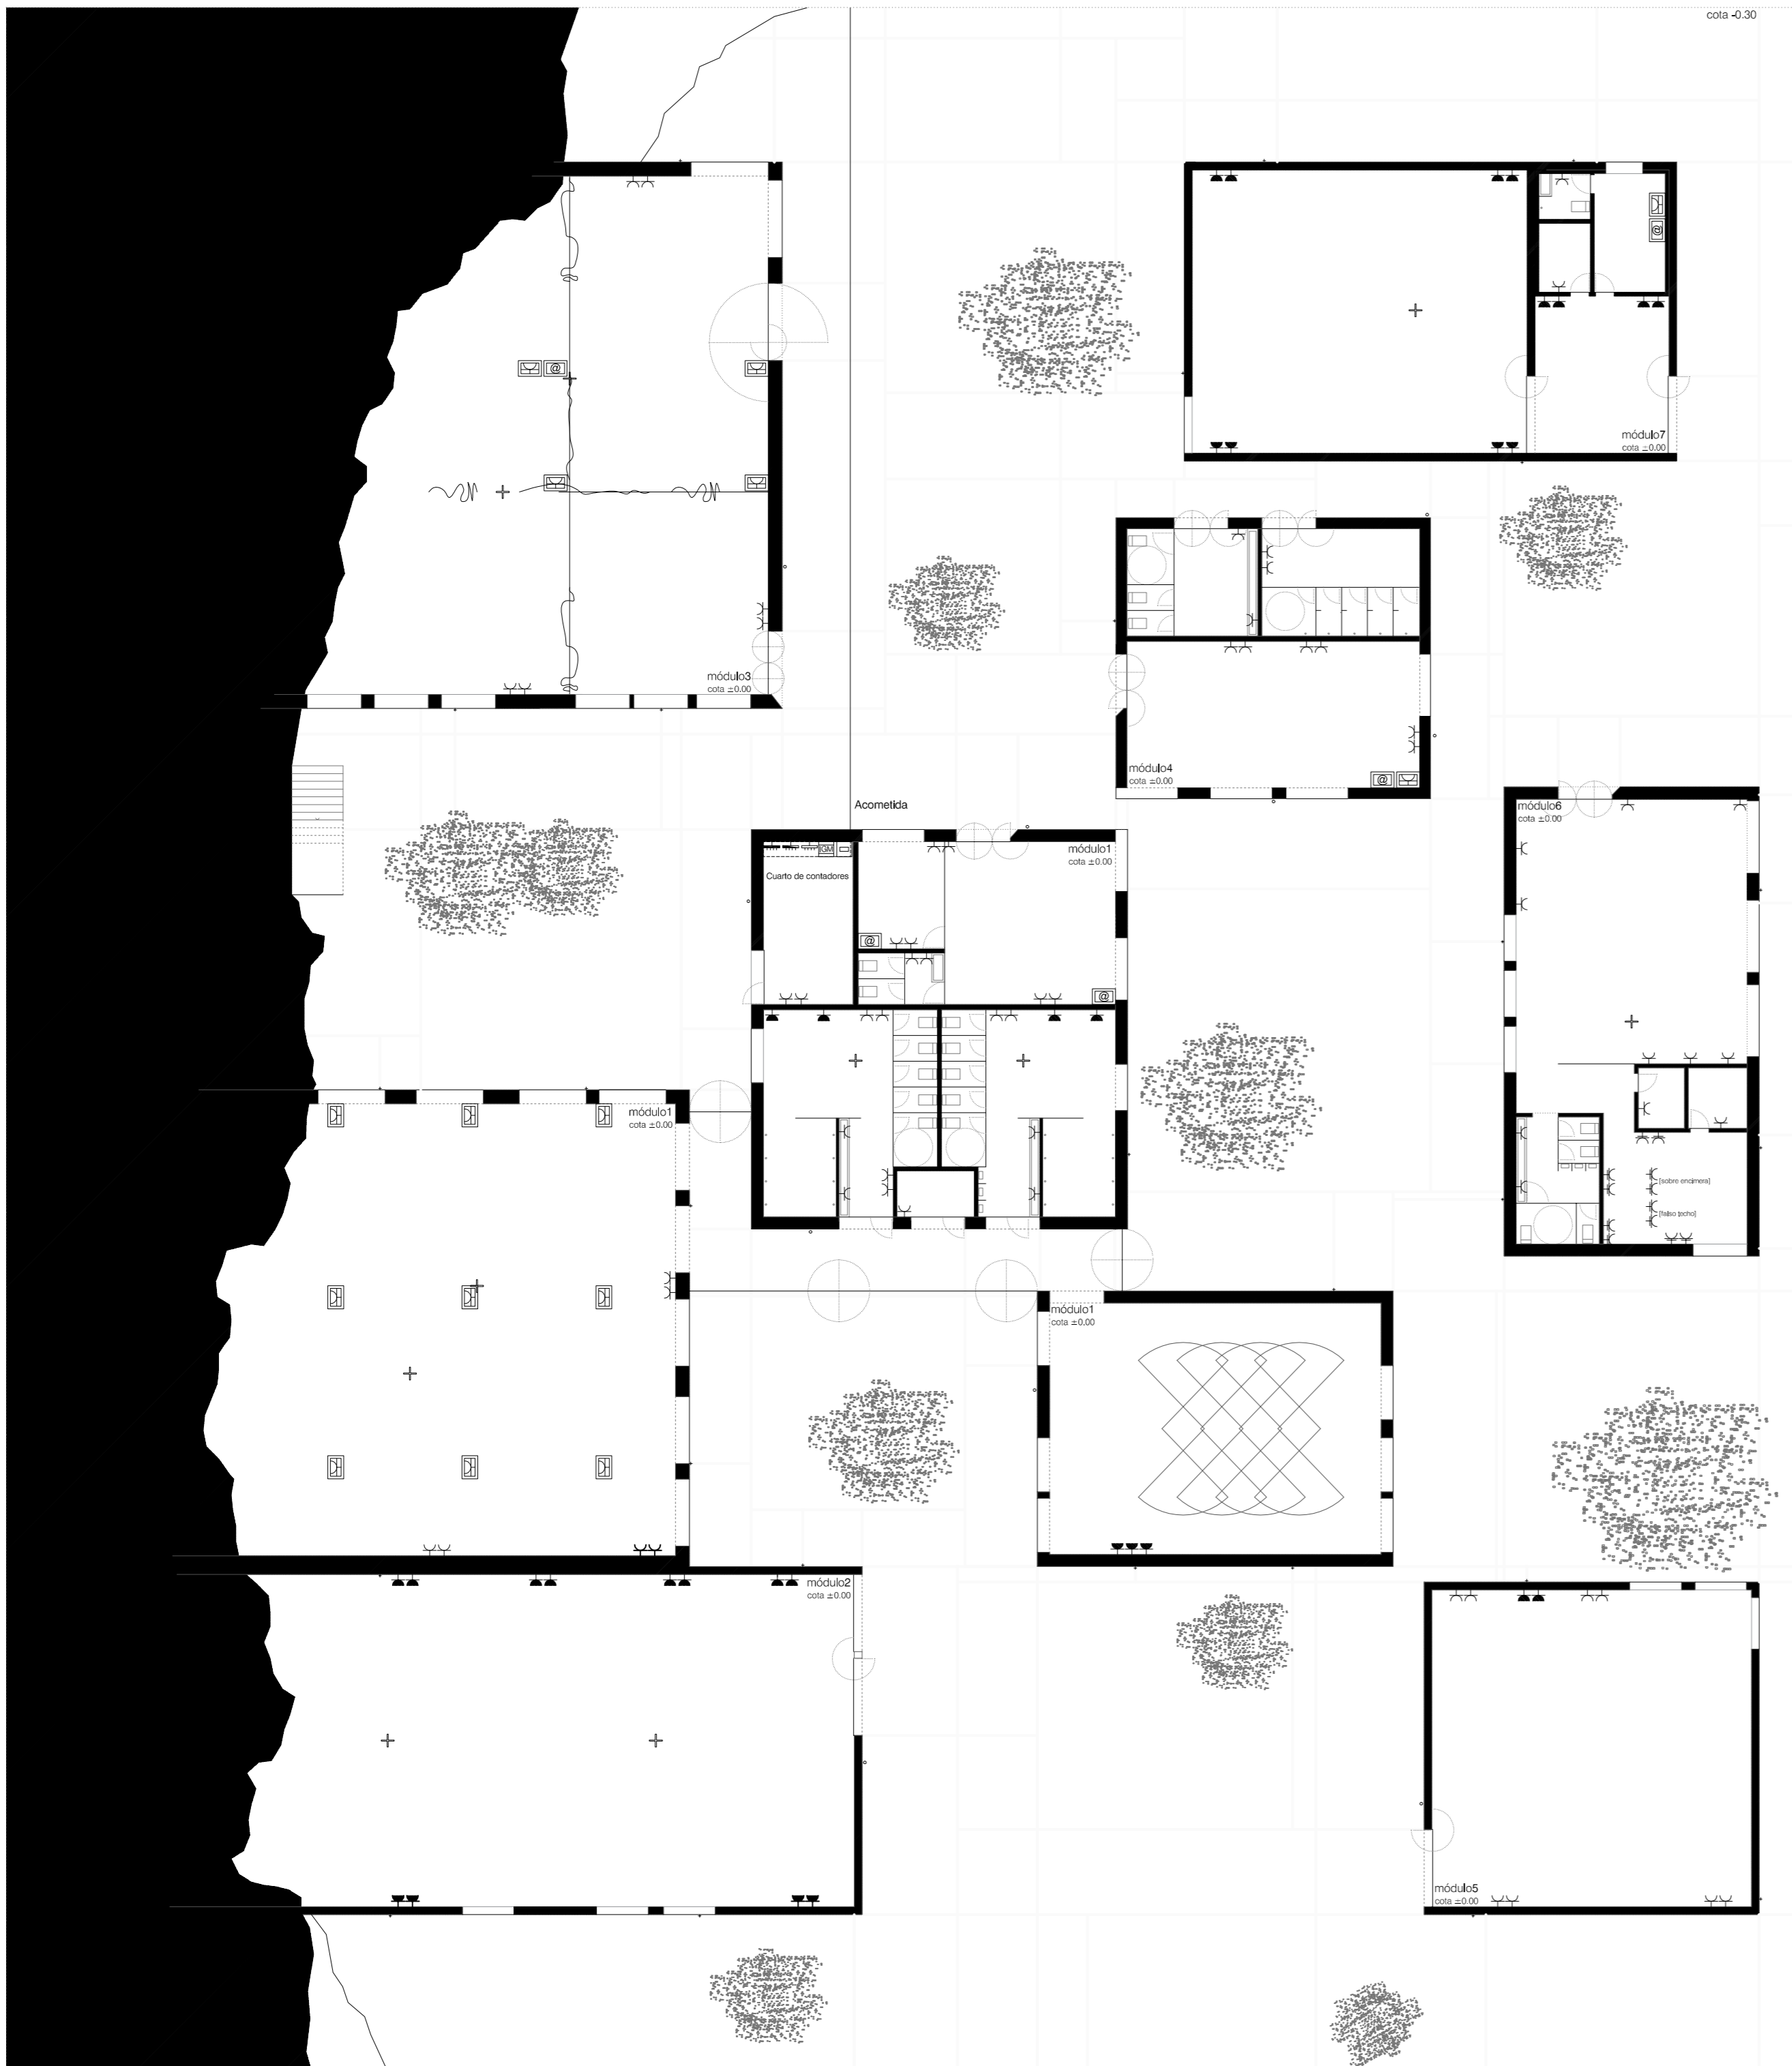 cota -0.30
@
módulo7
cota ±0.00
@
módulo3
cota ±0.00
módulo4
cota ±0.00
@
Acometida
módulo6
cota ±0.00
CGM
módulo1
cota ±0.00
Cuarto de contadores
@
@
módulo1
cota ±0.00
[sobre encimera]
[falso techo]
módulo1
cota ±0.00
módulo2
cota ±0.00
módulo5
cota ±0.00